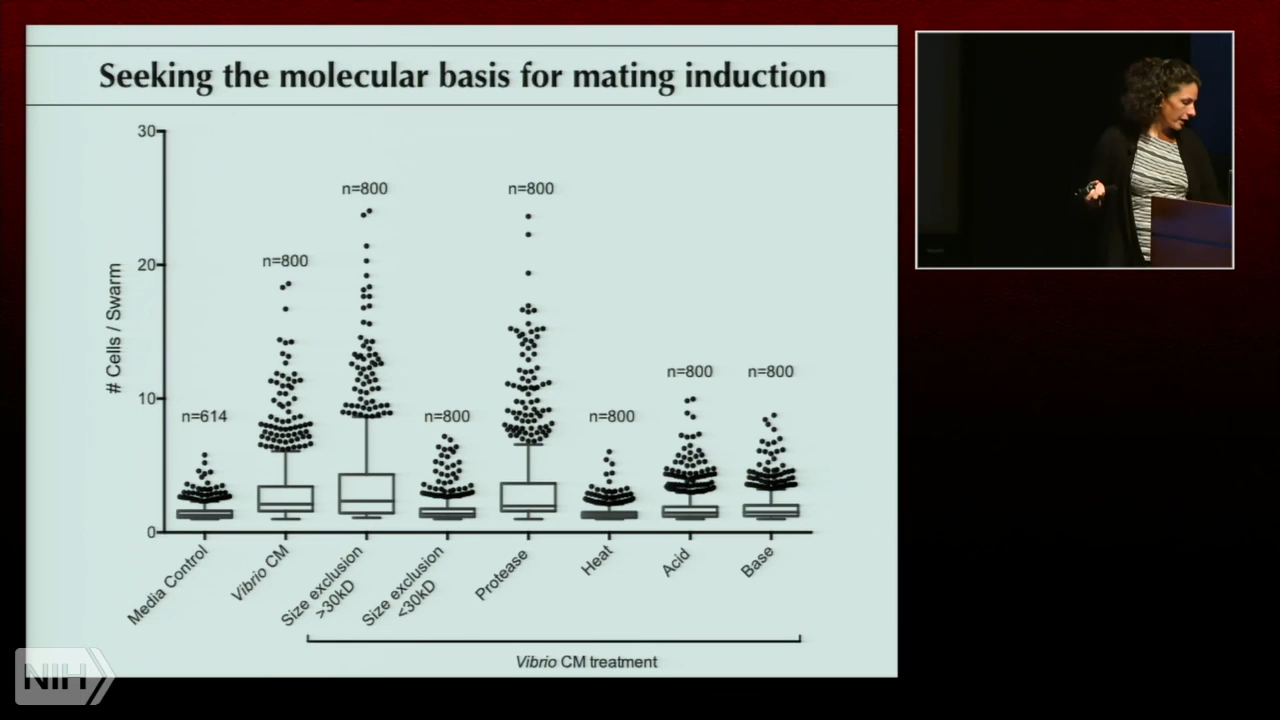 Seeking the molecular basis for mating induction
30
20
10
0
# Cells / Swarm
n=614
n=800
n=800
n=800
n=800
n=800
n=800
n=800
Media Control
Vibrio CM
Size exclusion
>30kD
Size exclusion
<30kD
Protease
Heat
Acid
Base
Vibrio CM treatment
NIH